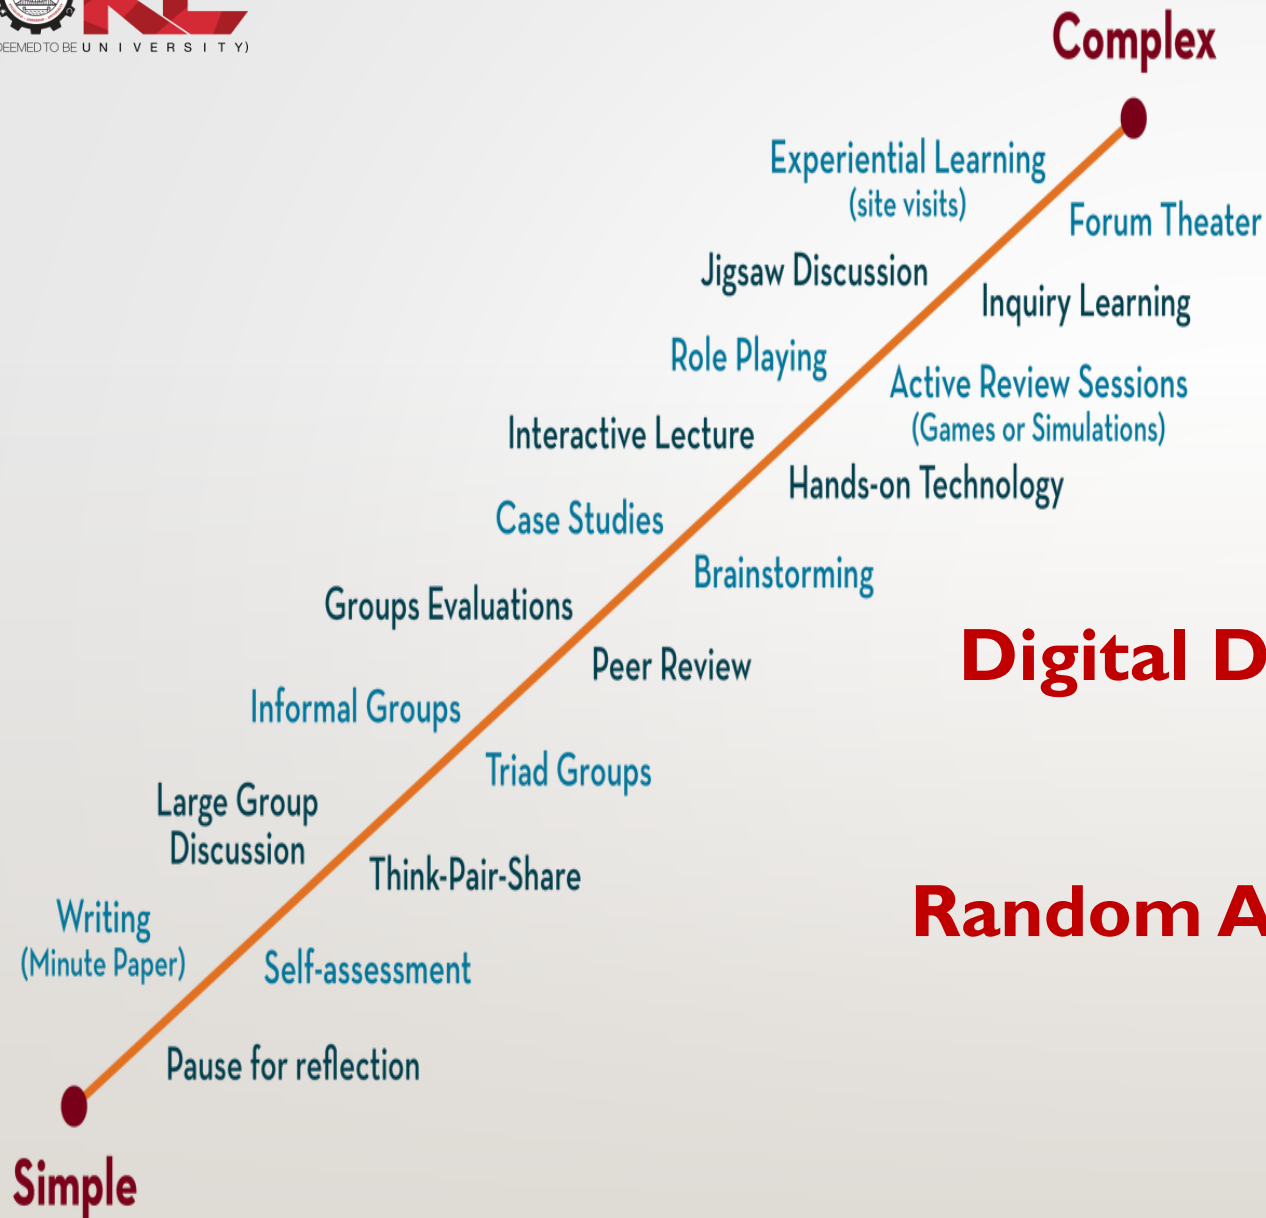 (DEEMED TO BE UNIVERSITY)
Complex
Experiential Learning
(site visits)
Forum Theater
Jigsaw Discussion
Inquiry Learning
Role Playing
Active Review Sessions
(Games or Simulations)
Interactive Lecture
Hands-on Technology
Case Studies
Brainstorming
Groups Evaluations
Digital D
Peer Review
Informal Groups
Triad Groups
Large Group
Discussion
Think-Pair-Share
Random A
Writing
(Minute Paper)
Self-assessment
Pause for reflection
Simple